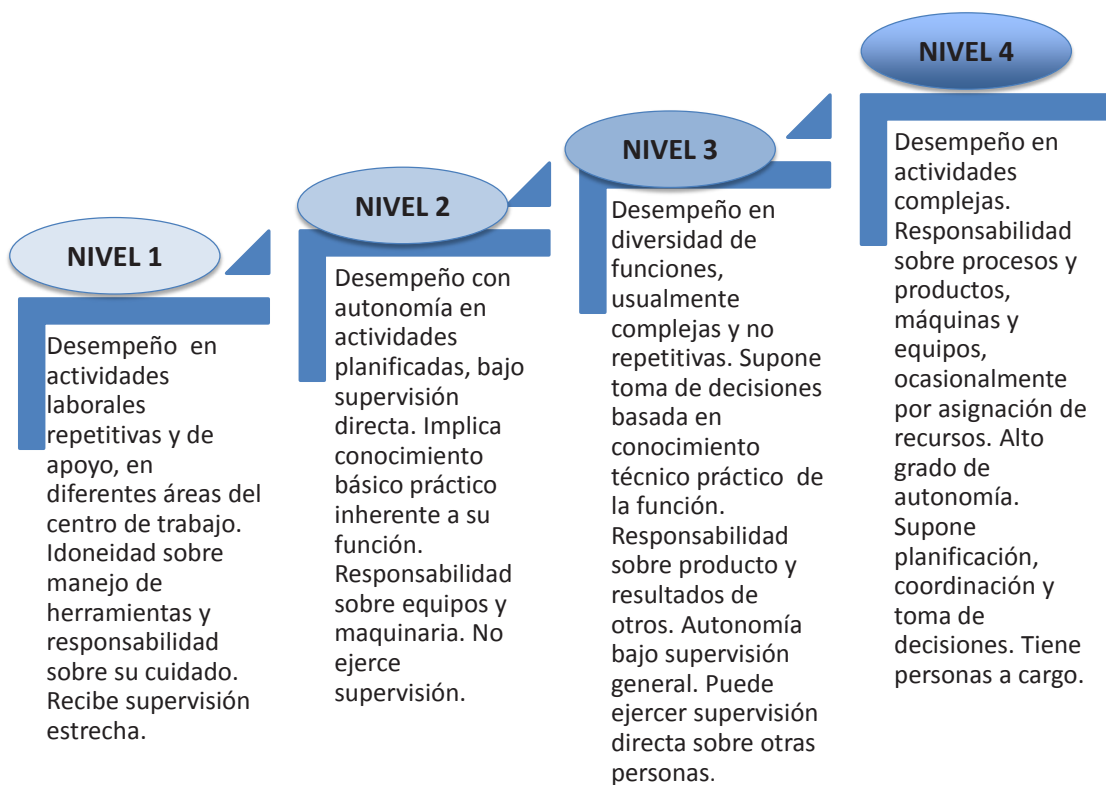 NIVEL 1
Desempeño en
actividades
laborales
repetitivas y de
apoyo, en
diferentes áreas del
centro de trabajo.
Idoneidad sobre
manejo de
herramientas y
responsabilidad
sobre su cuidado.
Recibe supervisión
estrecha.
NIVEL 2
Desempeño con
autonomía en
actividades
planificadas, bajo
supervisión
directa. Implica
conocimiento
básico práctico
inherente a su
función.
Responsabilidad
sobre equipos y
maquinaria. No
ejerce
supervisión.
NIVEL 3
Desempeño en
diversidad de
funciones,
usualmente
complejas y no
repetitivas. Supone
toma de decisiones
basada en
conocimiento
técnico práctico de
la función.
Responsabilidad
sobre producto y
resultados de
otros. Autonomía
bajo supervisión
general. Puede
ejercer supervisión
directa sobre otras
personas.
NIVEL 4
Desempeño en
actividades
complejas.
Responsabilidad
sobre procesos y
productos,
máquinas y
equipos,
ocasionalmente
por asignación de
recursos. Alto
grado de
autonomía.
Supone
planificación,
coordinación y
toma de
decisiones. Tiene
personas a cargo.